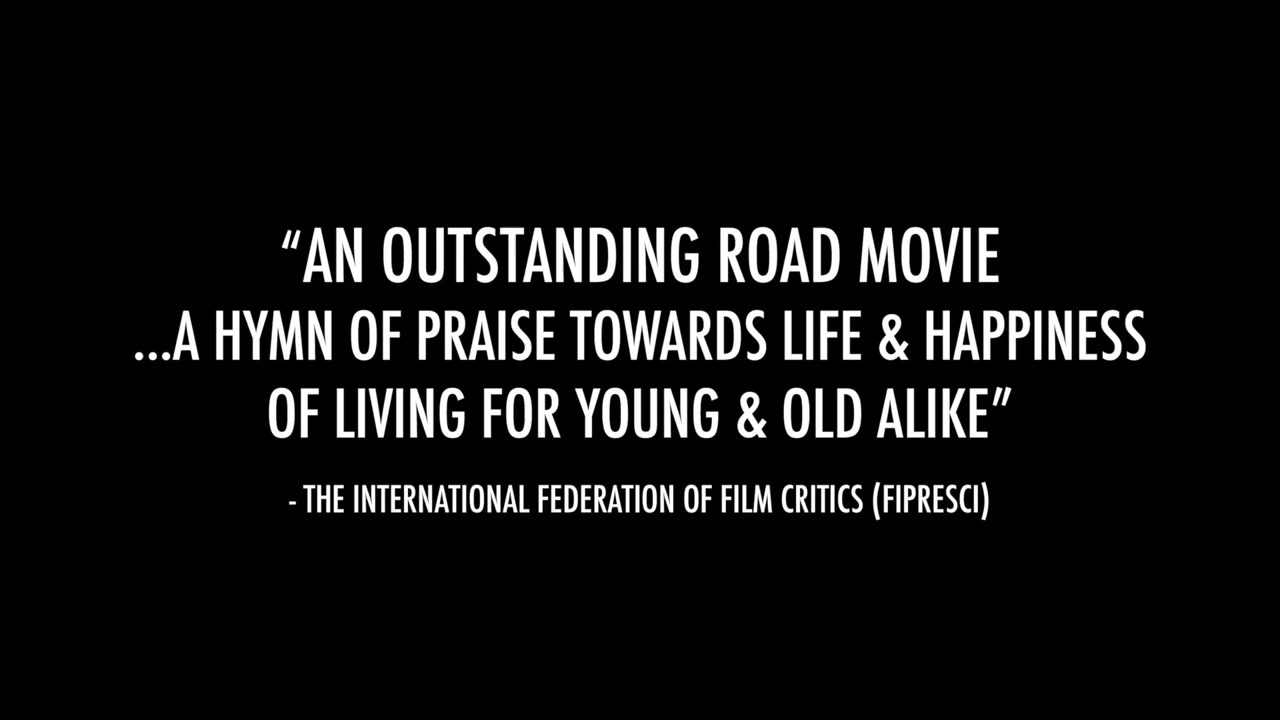 “AN OUTSTANDING ROAD MOVIE
...A HYMN OF PRAISE TOWARDS LIFE & HAPPINESS
OF LIVING FOR YOUNG & OLD ALIKE”
- THE INTERNATIONAL FEDERATION OF FILM CRITICS (FIPRESCI)